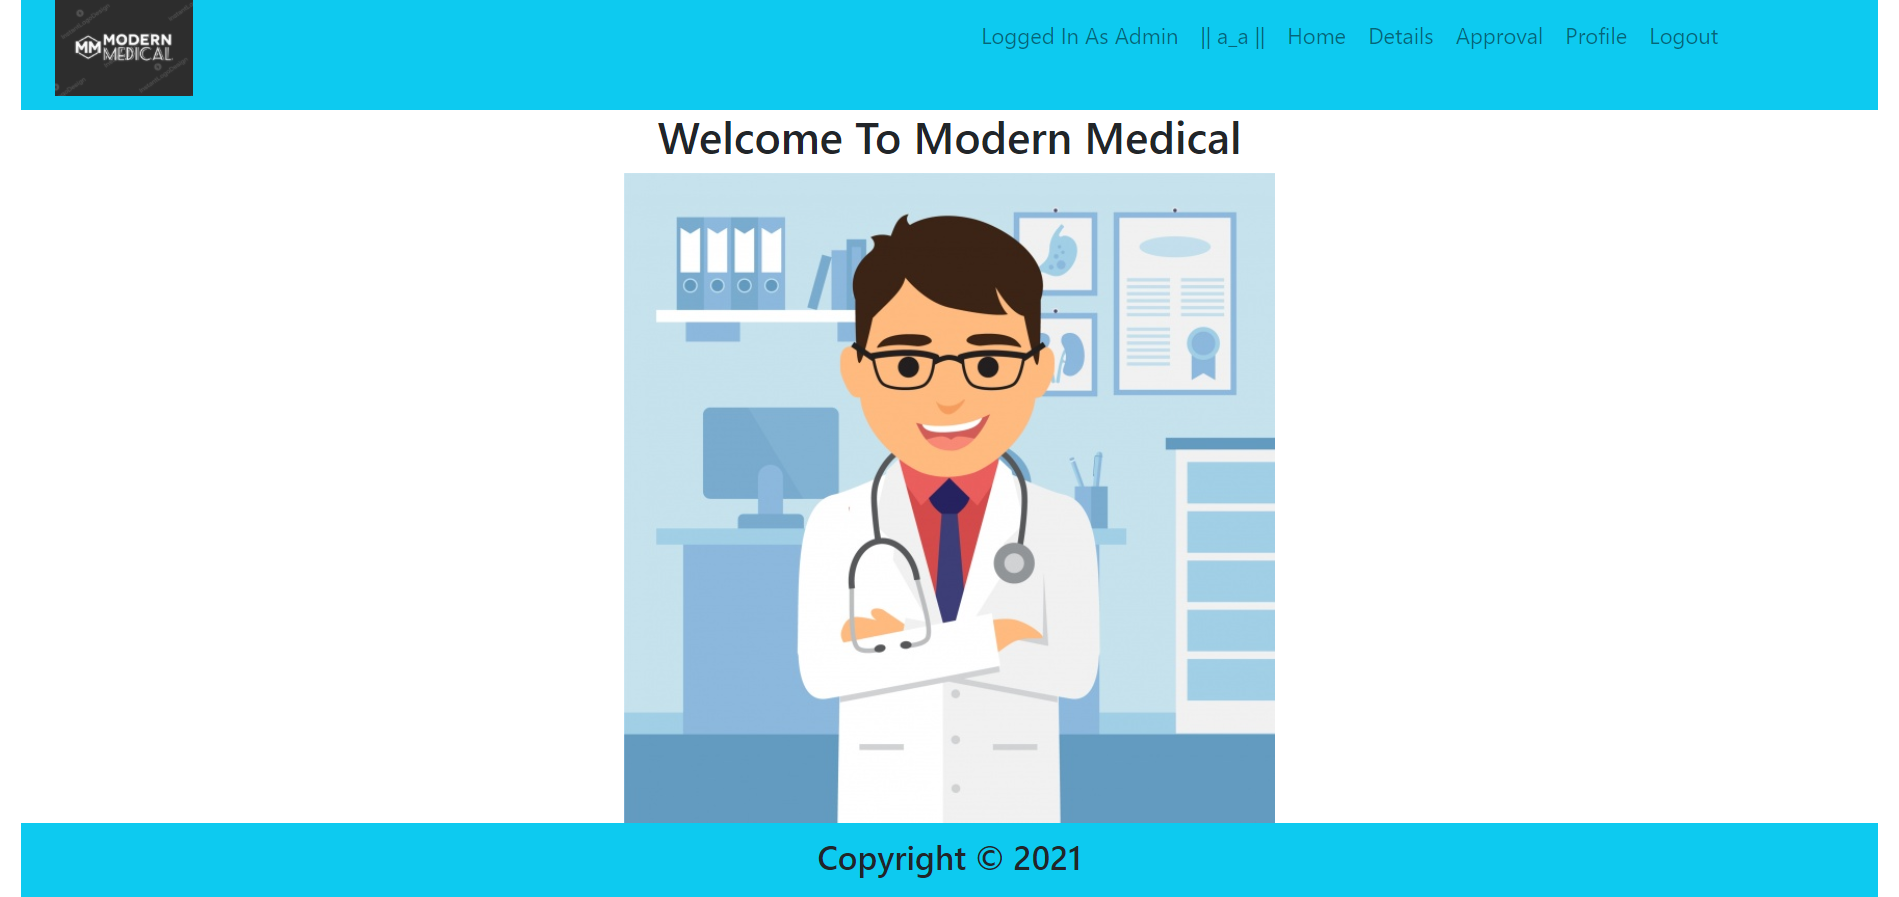 MM MODERN
MEDICAL
Logged In As Admin || a_a || Home Details Approval Profile Logout
Welcome To Modern Medical
Copyright © 2021